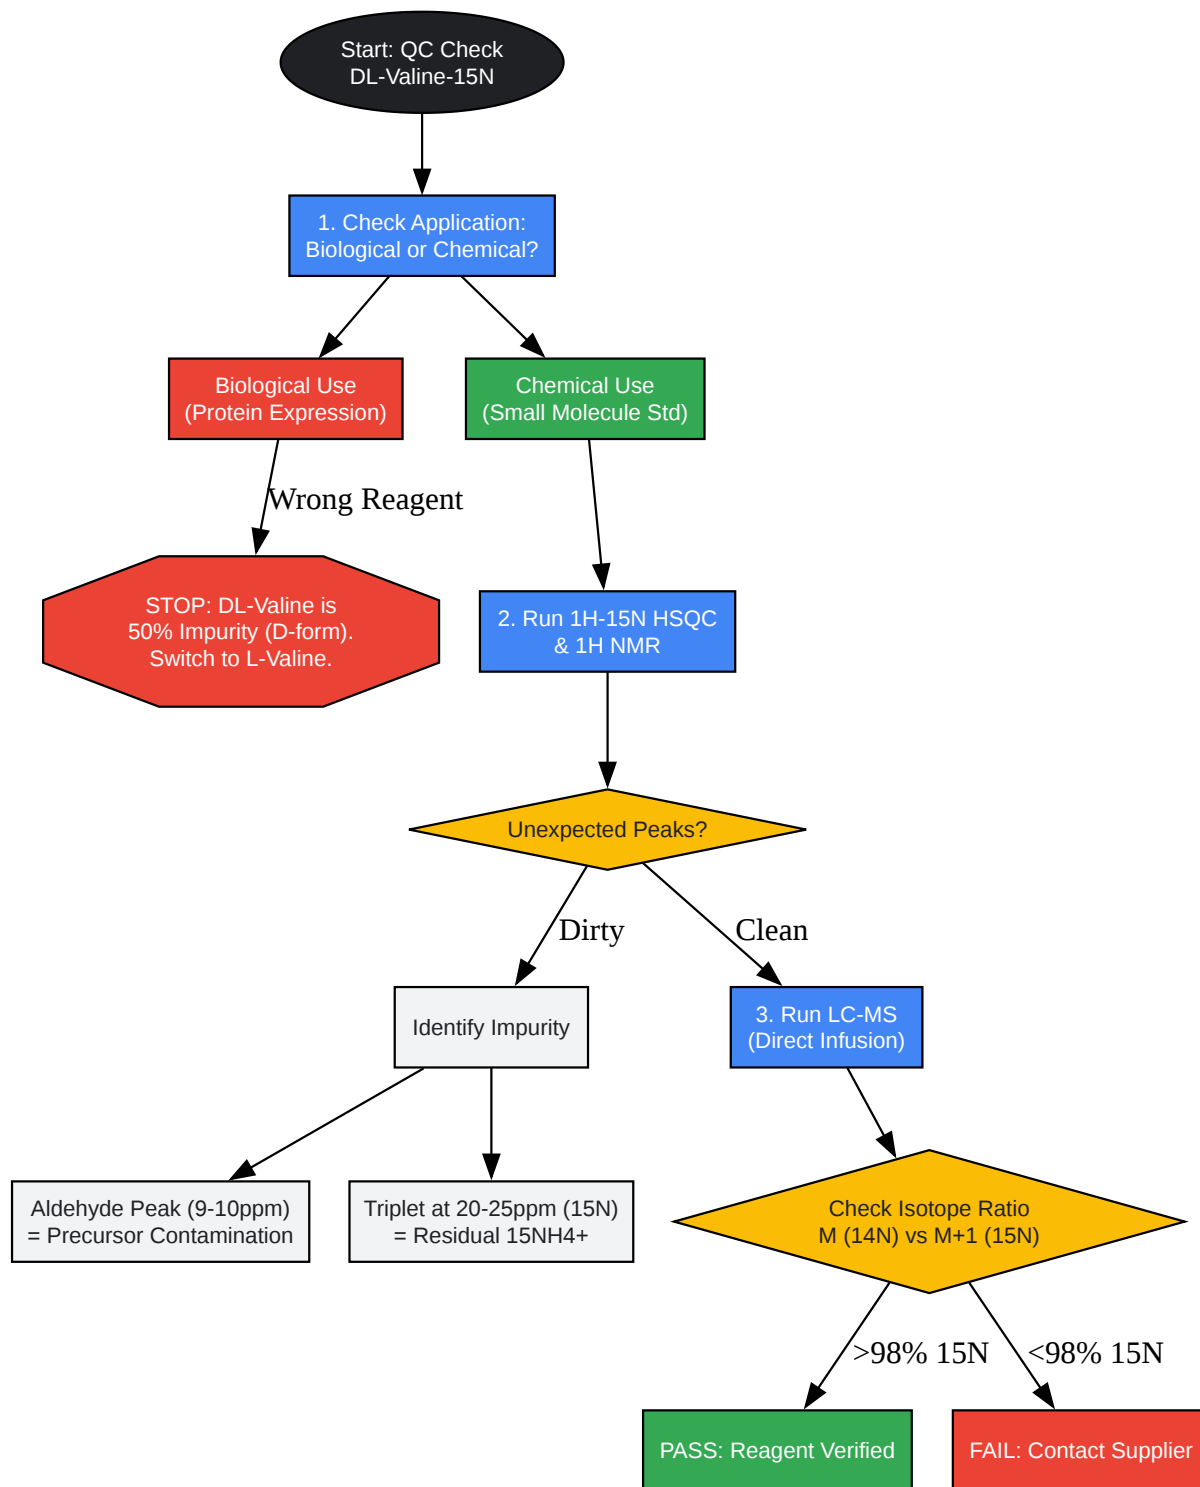 Start: QC Check
DL-Valine-15N
1. Check Application:
Biological or Chemical?
Biological Use
(Protein Expression)
Chemical Use
(Small Molecule Std)
Wrong Reagent
STOP: DL-Valine is
50% Impurity (D-form).
Switch to L-Valine.
2. Run 1H-15N HSQC
& 1H NMR
Unexpected Peaks?
Dirty
Clean
Identify Impurity
3. Run LC-MS
(Direct Infusion)
Aldehyde Peak (9-10ppm)
= Precursor Contamination
Triplet at 20-25ppm (15N)
= Residual 15NH4+
Check Isotope Ratio
M (14N) vs M+1 (15N)
>98% 15N
<98% 15N
PASS: Reagent Verified
FAIL: Contact Supplier